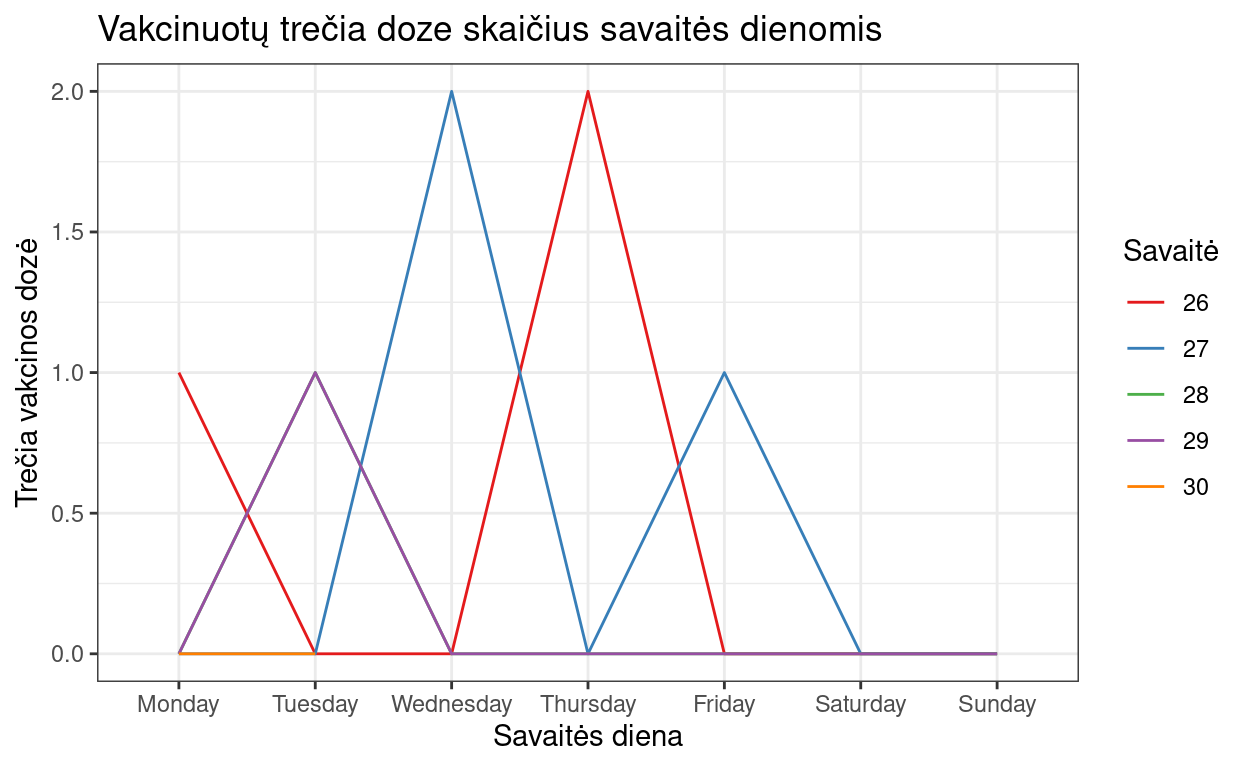 Vakcinuotų trečia doze skaičius savaitės dienomis
Trečia vakcinos dozė
2.0
1.5
1.0
0.5
0.0
Monday Tuesday Wednesday Thursday Friday Saturday Sunday
Savaitės diena
Savaitė
26
27
28
29
30